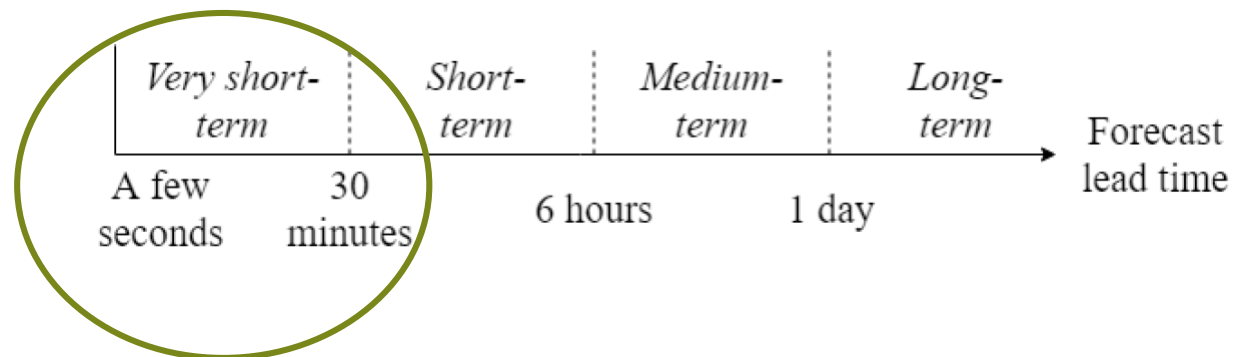 Very short-
term
Short-
term
Medium-
term
Long-
term
Forecast
lead time
A few
seconds
30
minutes
6 hours
1 day